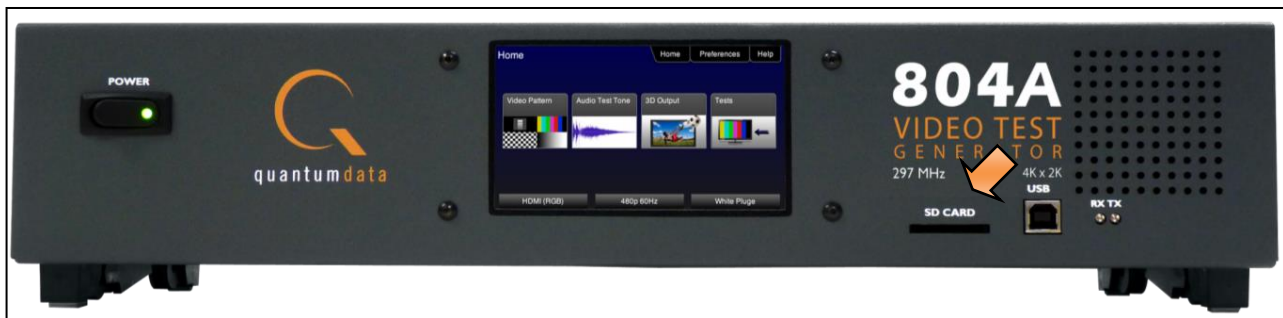 POWER
quantumdata
Home
Home Preferences Help
Video Pattern Audio Test Tone 3D Output Tests
HDMI (RGB) 480p 60Hz White Pluge
804A
VIDEO TEST
GENERATOR
297 MHz 4K x 2K
SD CARD
USB
RX TX